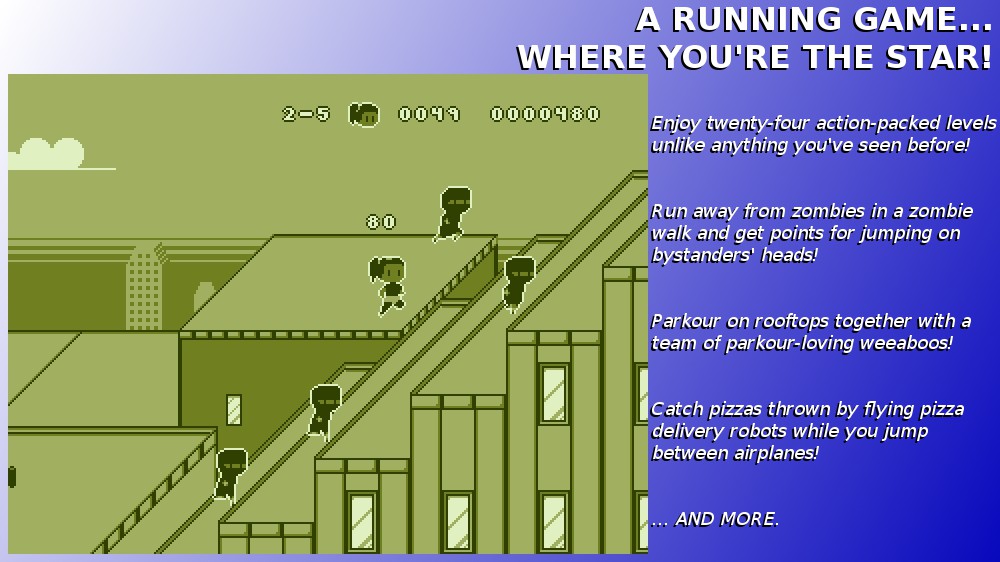 A RUNNING GAME...
WHERE YOU'RE THE STAR!
2-5 0049 0000480
80
Enjoy twenty-four action-packed levels
unlike anything you've seen before!
Run away from zombies in a zombie
walk and get points for jumping on
bystanders' heads!
Parkour on rooftops together with a
team of parkour-loving weeaboos!
Catch pizzas thrown by flying pizza
delivery robots while you jump
between airplanes!
... AND MORE.